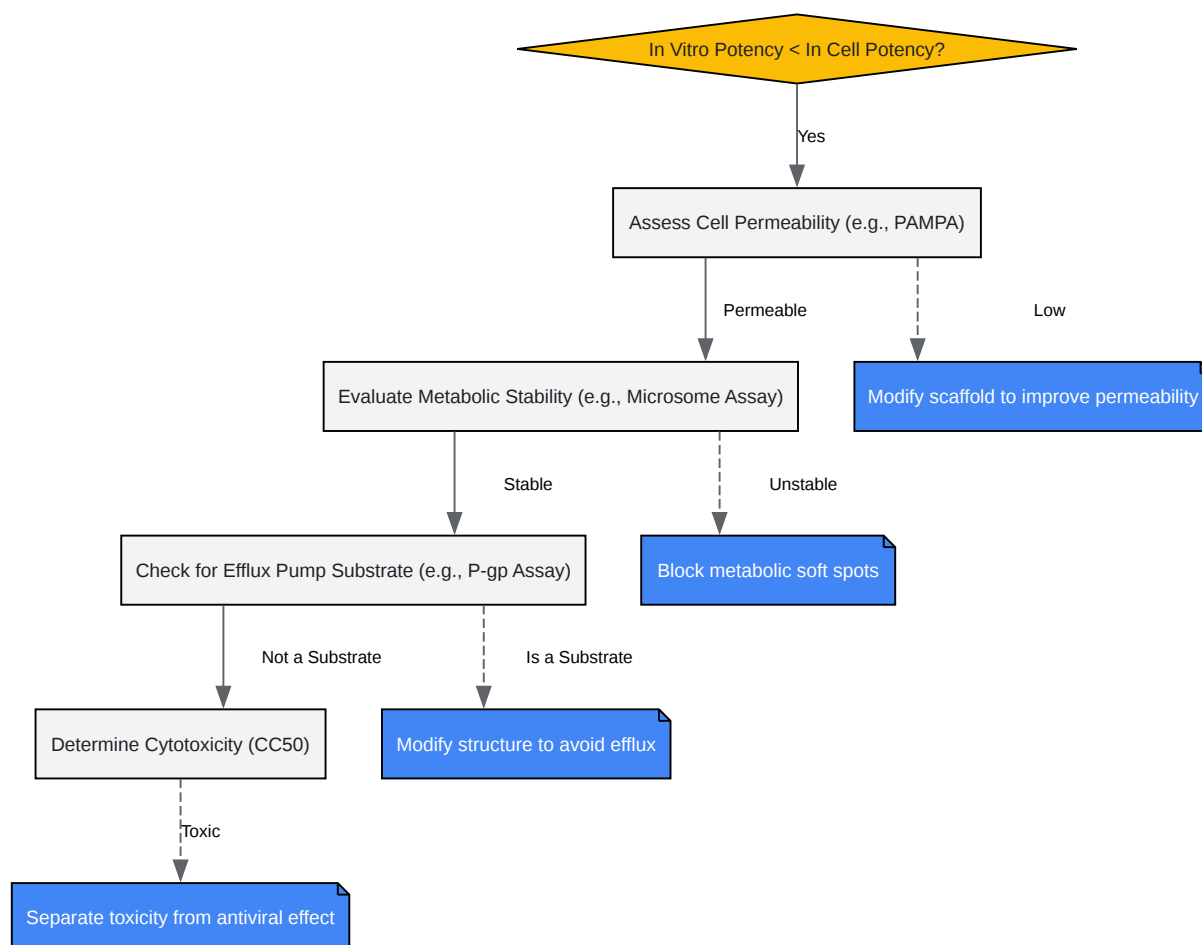 In Vitro Potency < In Cell Potency?
Yes
Assess Cell Permeability (e.g., PAMPA)
Permeable
Low
Evaluate Metabolic Stability (e.g., Microsome Assay)
Modify scaffold to improve permeability
Stable
Unstable
Check for Efflux Pump Substrate (e.g., P-gp Assay)
Block metabolic soft spots
Not a Substrate
Is a Substrate
Determine Cytotoxicity (CC50)
Modify structure to avoid efflux
Toxic
Separate toxicity from antiviral effect